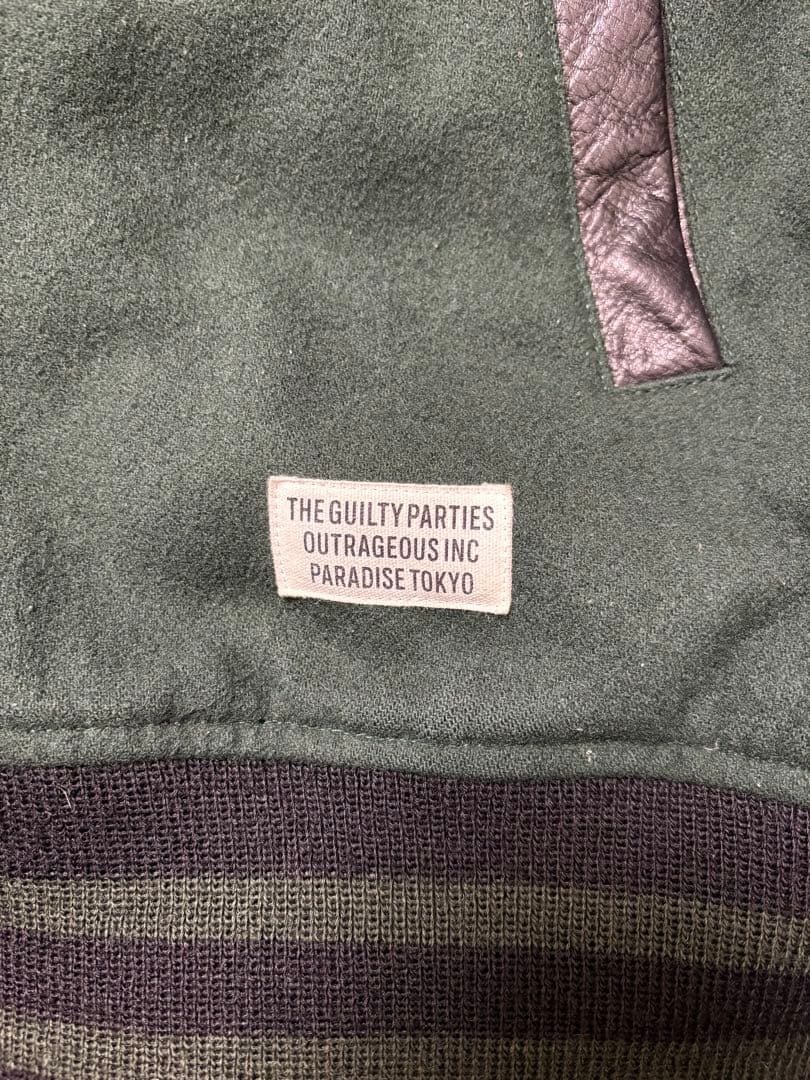 THE GUILTY PARTIES
OUTRAGEOUS INC
PARADISE TOKYO